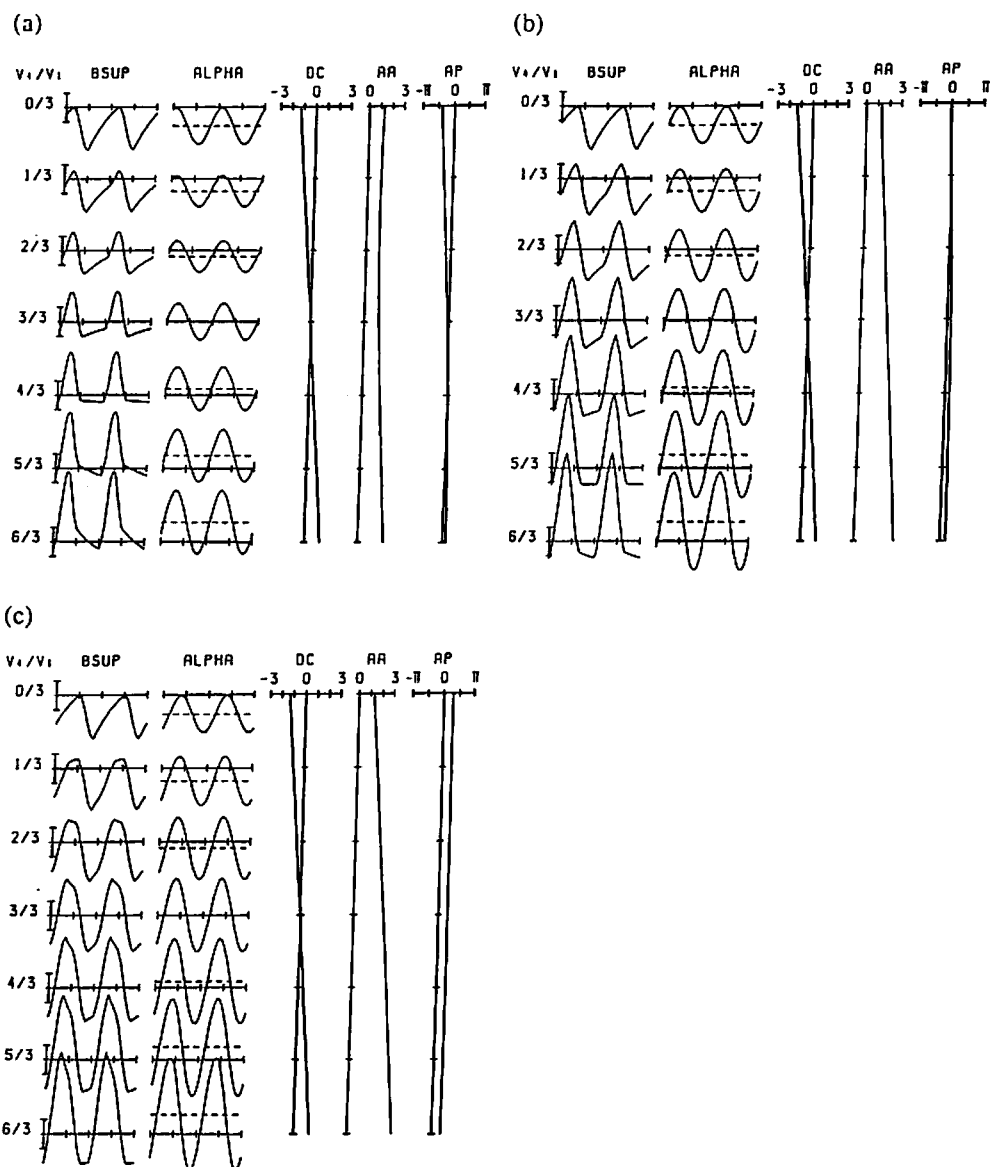 (a)
V₄/V₁ BSUP ALPHA DC AA AP
-3 0 3 0 3 -π 0 π
0/3
1/3
2/3
3/3
4/3
5/3
6/3
(b)
V₄/V₁ BSUP ALPHA DC AA AP
-3 0 3 0 3 -π 0 π
0/3
1/3
2/3
3/3
4/3
5/3
6/3
(c)
V₄/V₁ BSUP ALPHA DC AA AP
-3 0 3 0 3 -π 0 π
0/3
1/3
2/3
3/3
4/3
5/3
6/3